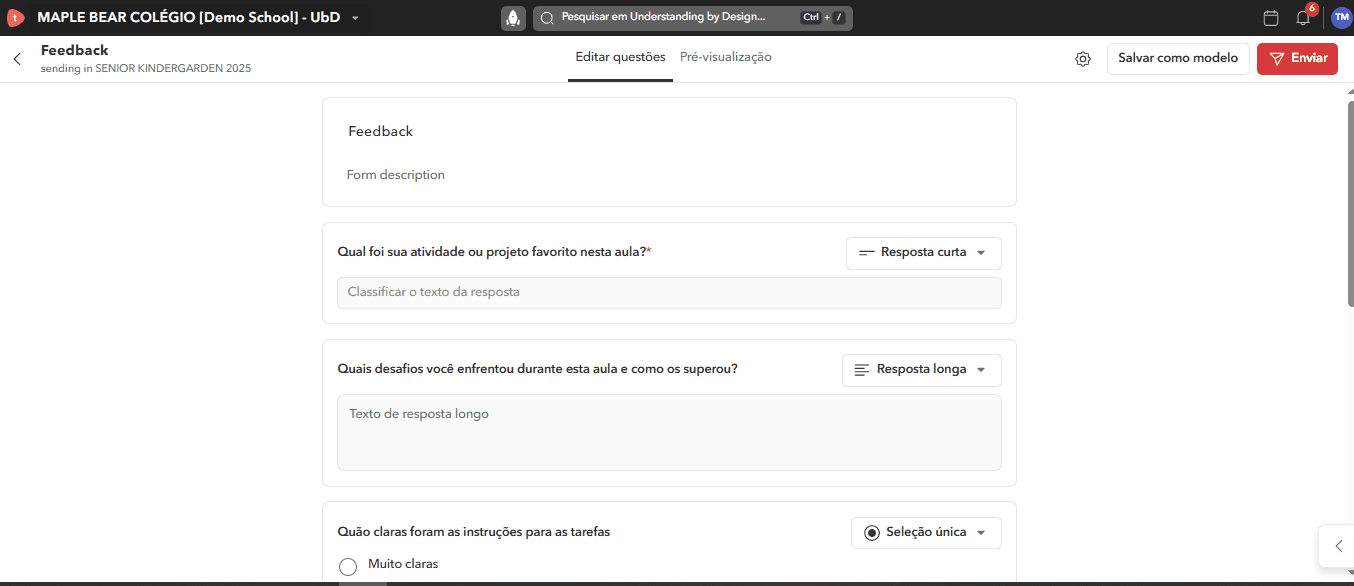 MAPLE BEAR COLÉGIO [Demo School] - UbD
Pesquisar em Understanding by Design...
Ctrl + /
6
TM
Feedback
sending in SENIOR KINDERGARDEN 2025
Editar questões
Pré-visualização
Salvar como modelo
Enviar
Feedback
Form description
Qual foi sua atividade ou projeto favorito nesta aula?*
Resposta curta
Classificar o texto da resposta
Quais desafios você enfrentou durante esta aula e como os superou?
Resposta longa
Texto de resposta longo
Quão claras foram as instruções para as tarefas
Seleção única
Muito claras